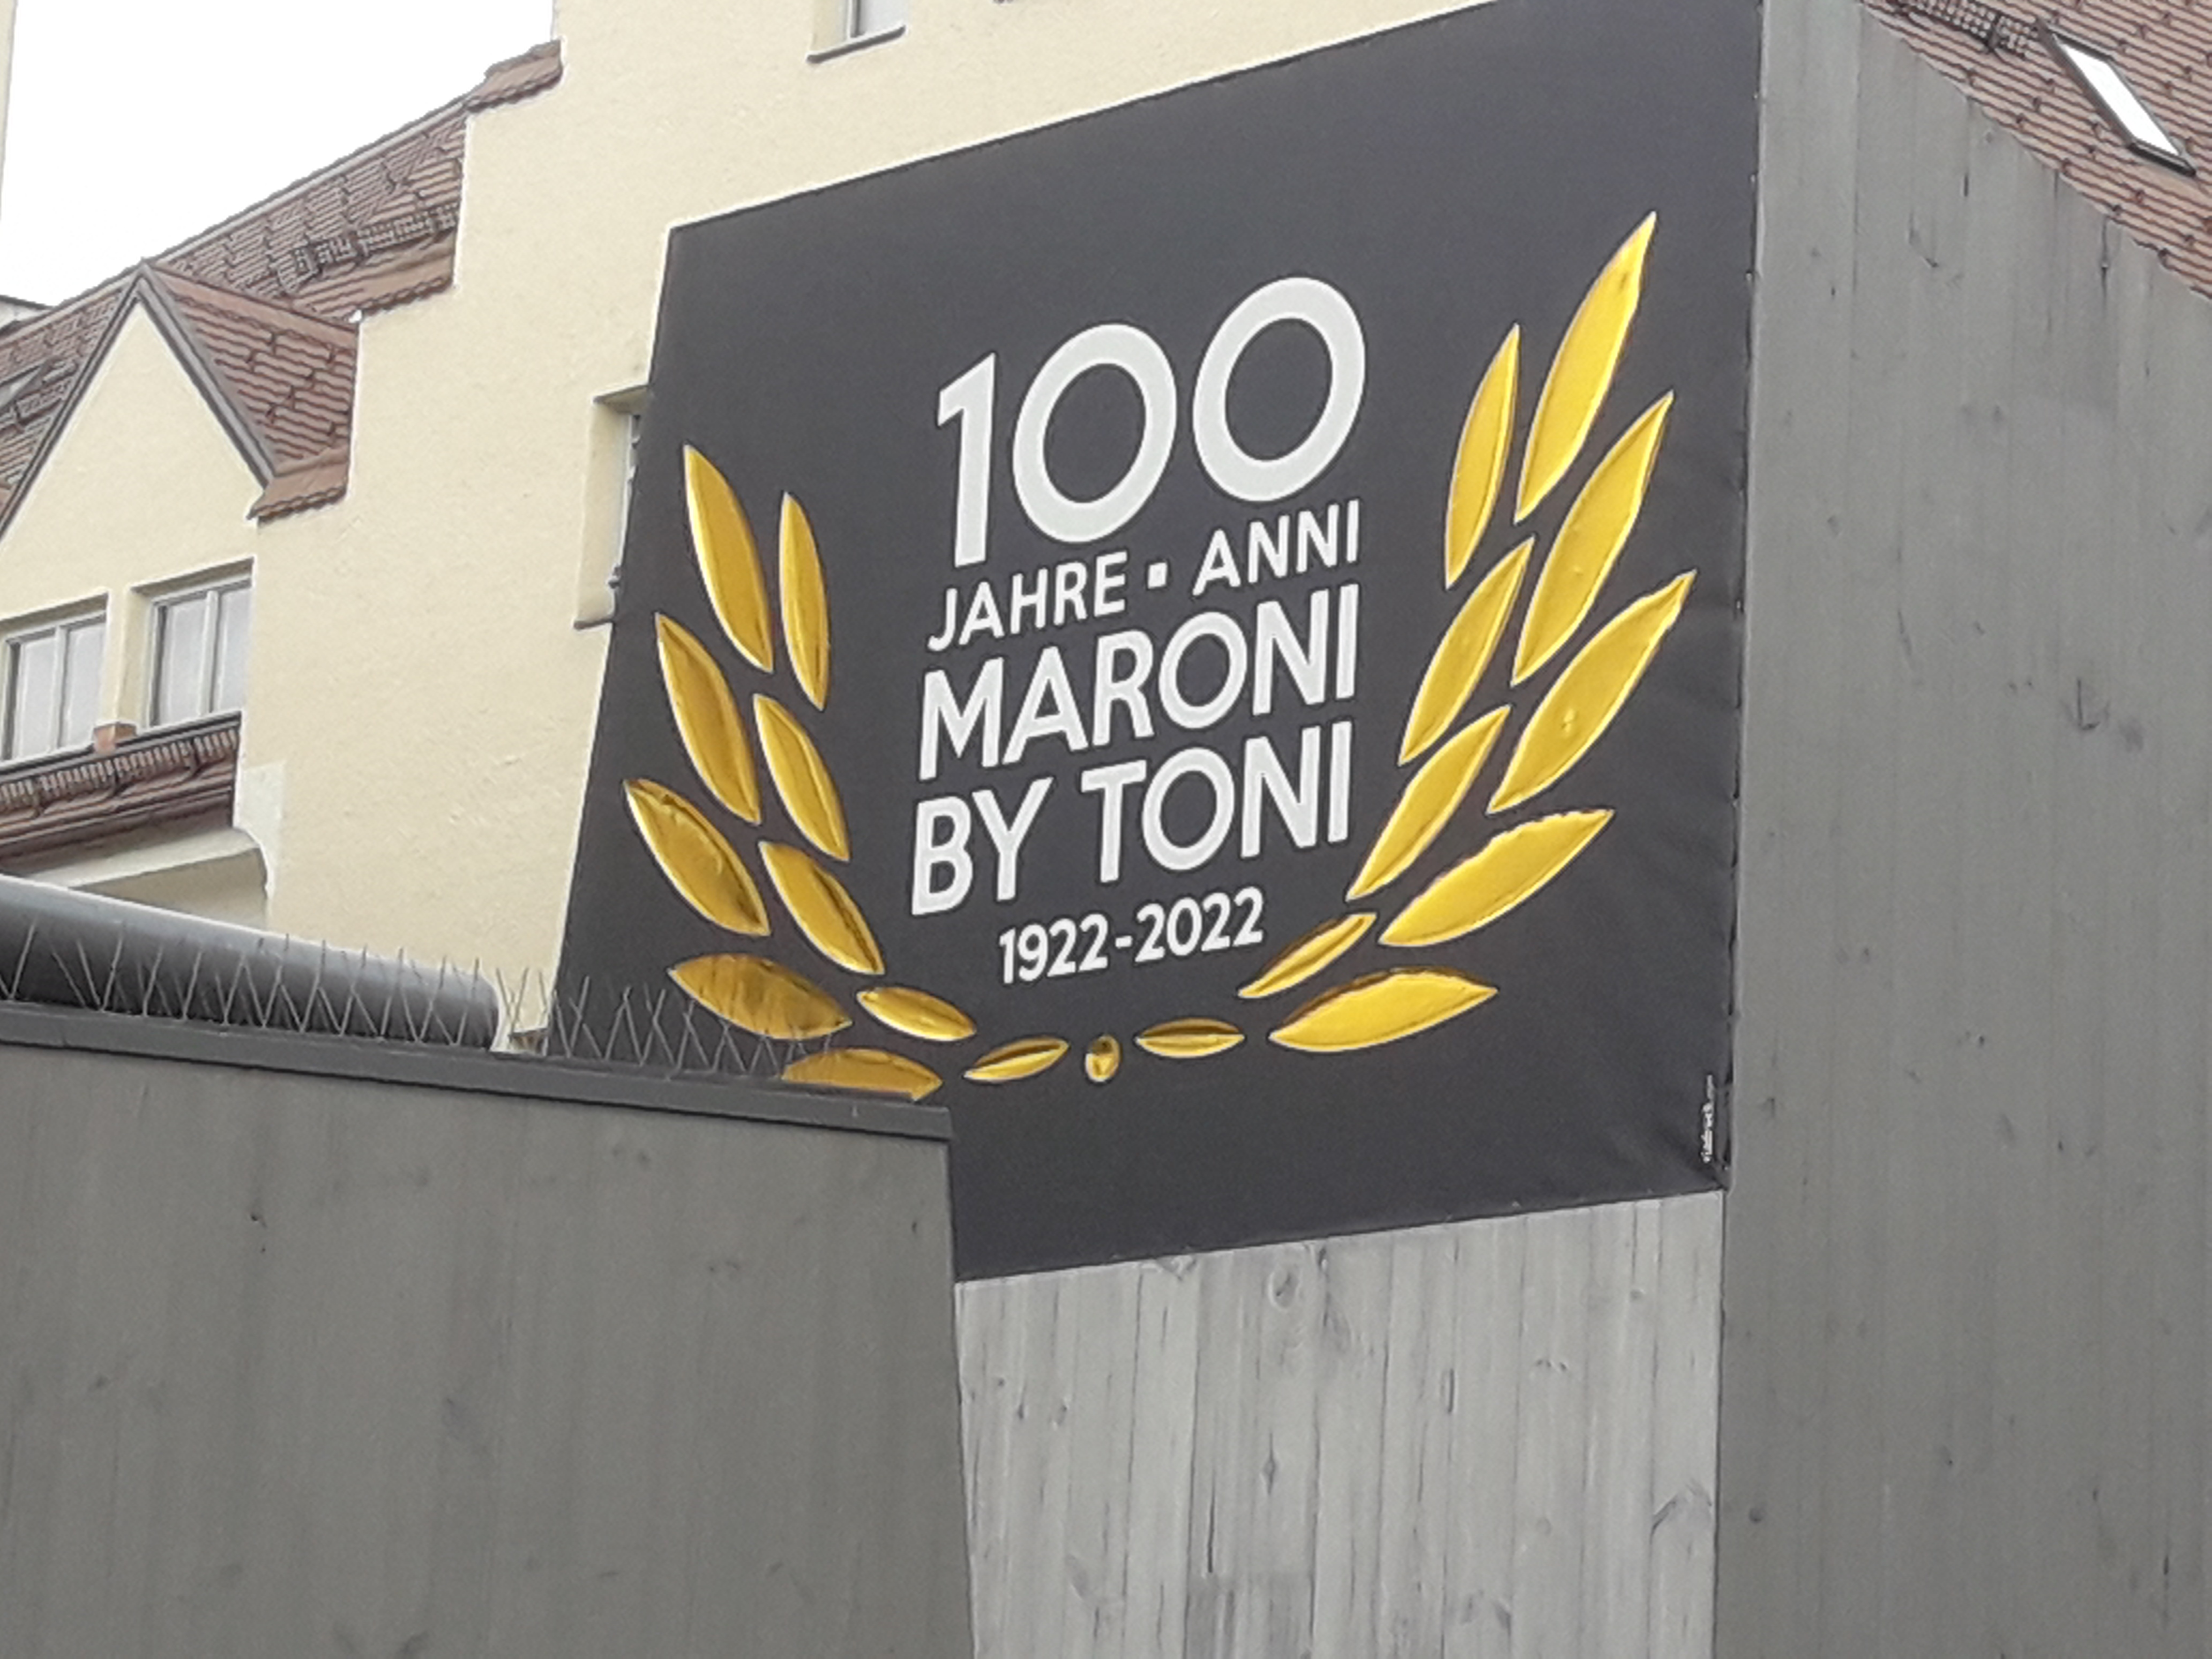 100
JAHRE ▪ ANNI
MARONI
BY TONI
1922-2022